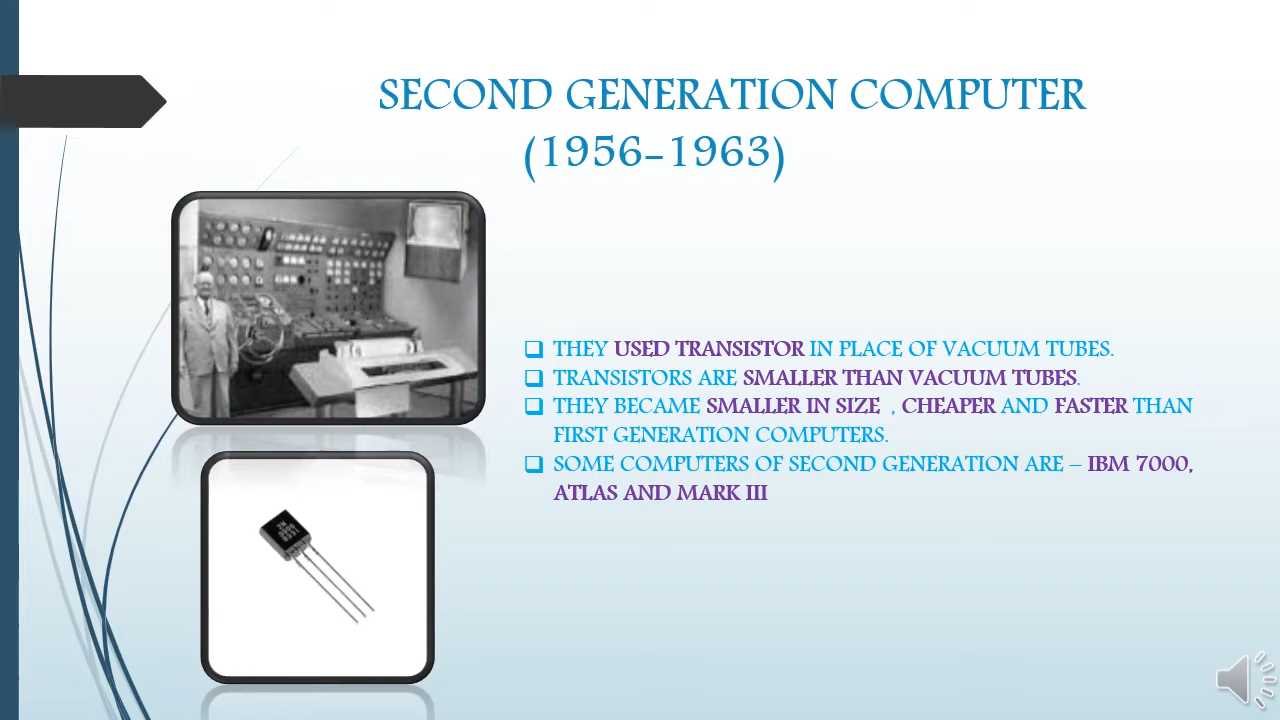 SECOND GENERATION COMPUTER
(1956-1963)
THEY USED TRANSISTOR IN PLACE OF VACUUM TUBES.
TRANSISTORS ARE SMALLER THAN VACUUM TUBES.
THEY BECAME SMALLER IN SIZE , CHEAPER AND FASTER THAN
FIRST GENERATION COMPUTERS.
SOME COMPUTERS OF SECOND GENERATION ARE – IBM 7000,
ATLAS AND MARK III